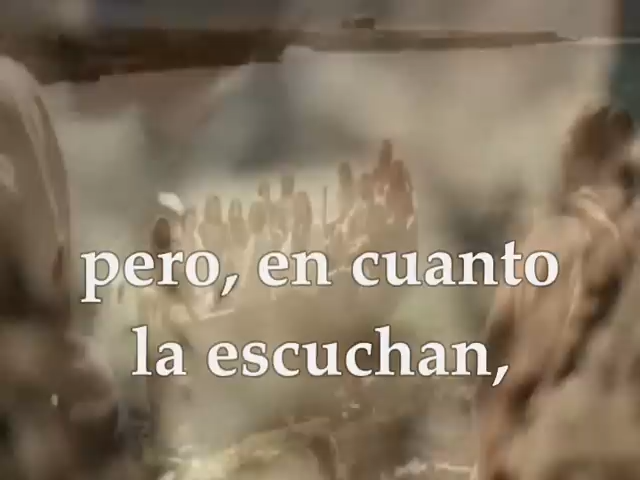 pero, en cuanto
la escuchan,